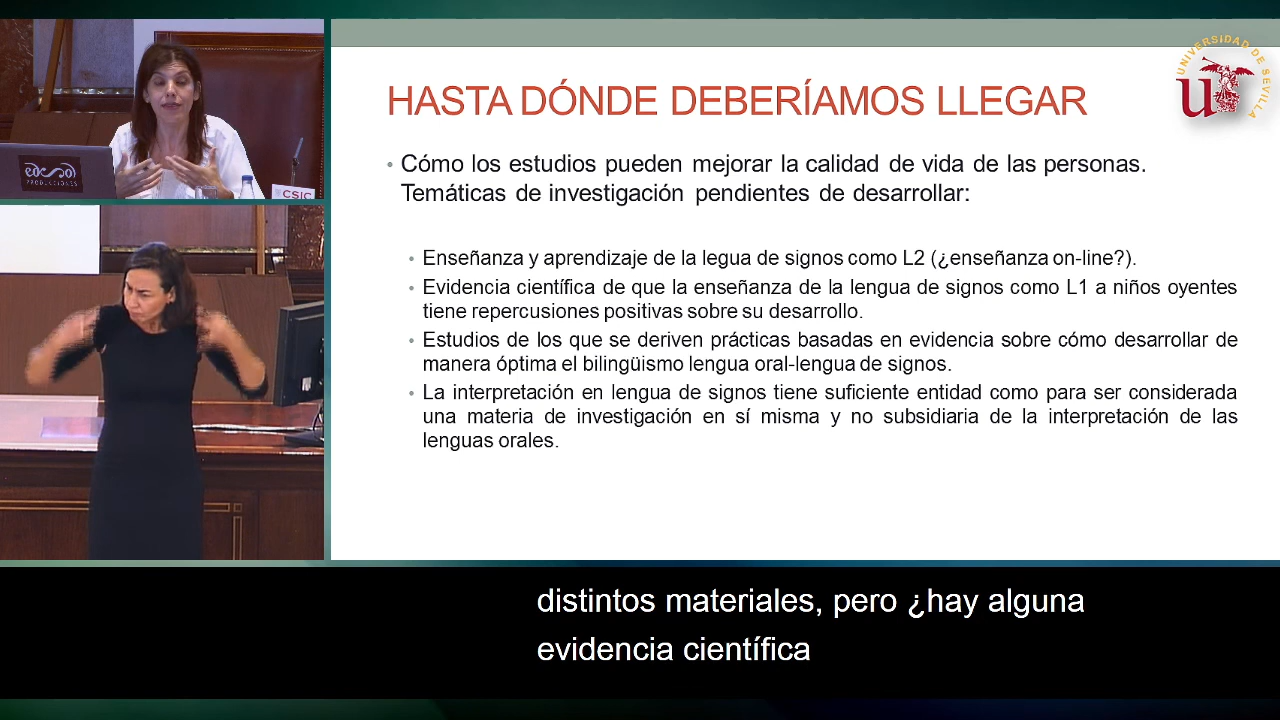 UNIVERSIDAD DE SEVILLA
HASTA DÓNDE DEBERÍAMOS LLEGAR
• Cómo los estudios pueden mejorar la calidad de vida de las personas.
Temáticas de investigación pendientes de desarrollar:
• Enseñanza y aprendizaje de la legua de signos como L2 (¿enseñanza on-line?).
• Evidencia científica de que la enseñanza de la lengua de signos como L1 a niños oyentes
tiene repercusiones positivas sobre su desarrollo.
• Estudios de los que se deriven prácticas basadas en evidencia sobre cómo desarrollar de
manera óptima el bilingüismo lengua oral-lengua de signos.
• La interpretación en lengua de signos tiene suficiente entidad como para ser considerada
una materia de investigación en sí misma y no subsidiaria de la interpretación de las
lenguas orales.
PRODUCCIONES
CSIC
distintos materiales, pero ¿hay alguna
evidencia científica